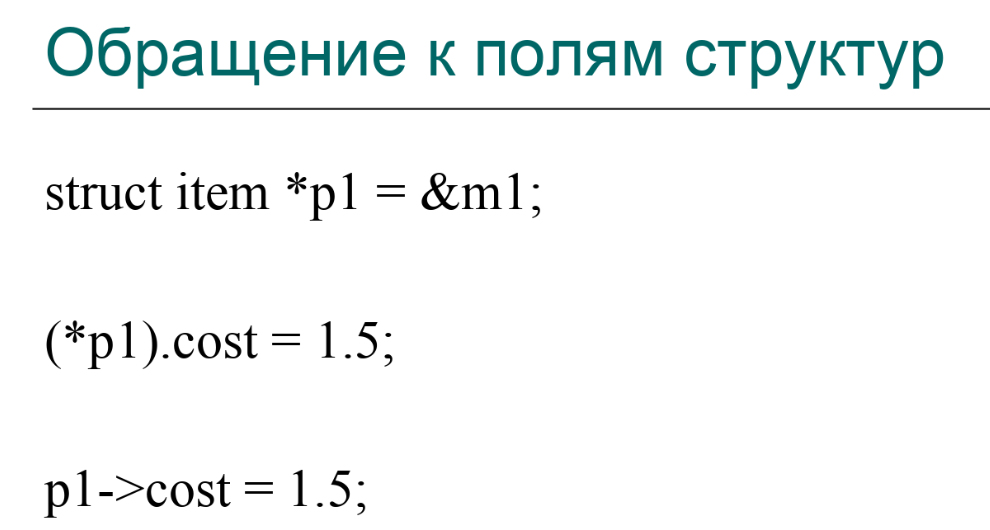 Обращение к полям структур
struct item *p1 = &m1;
(*p1).cost = 1.5;
p1->cost = 1.5;